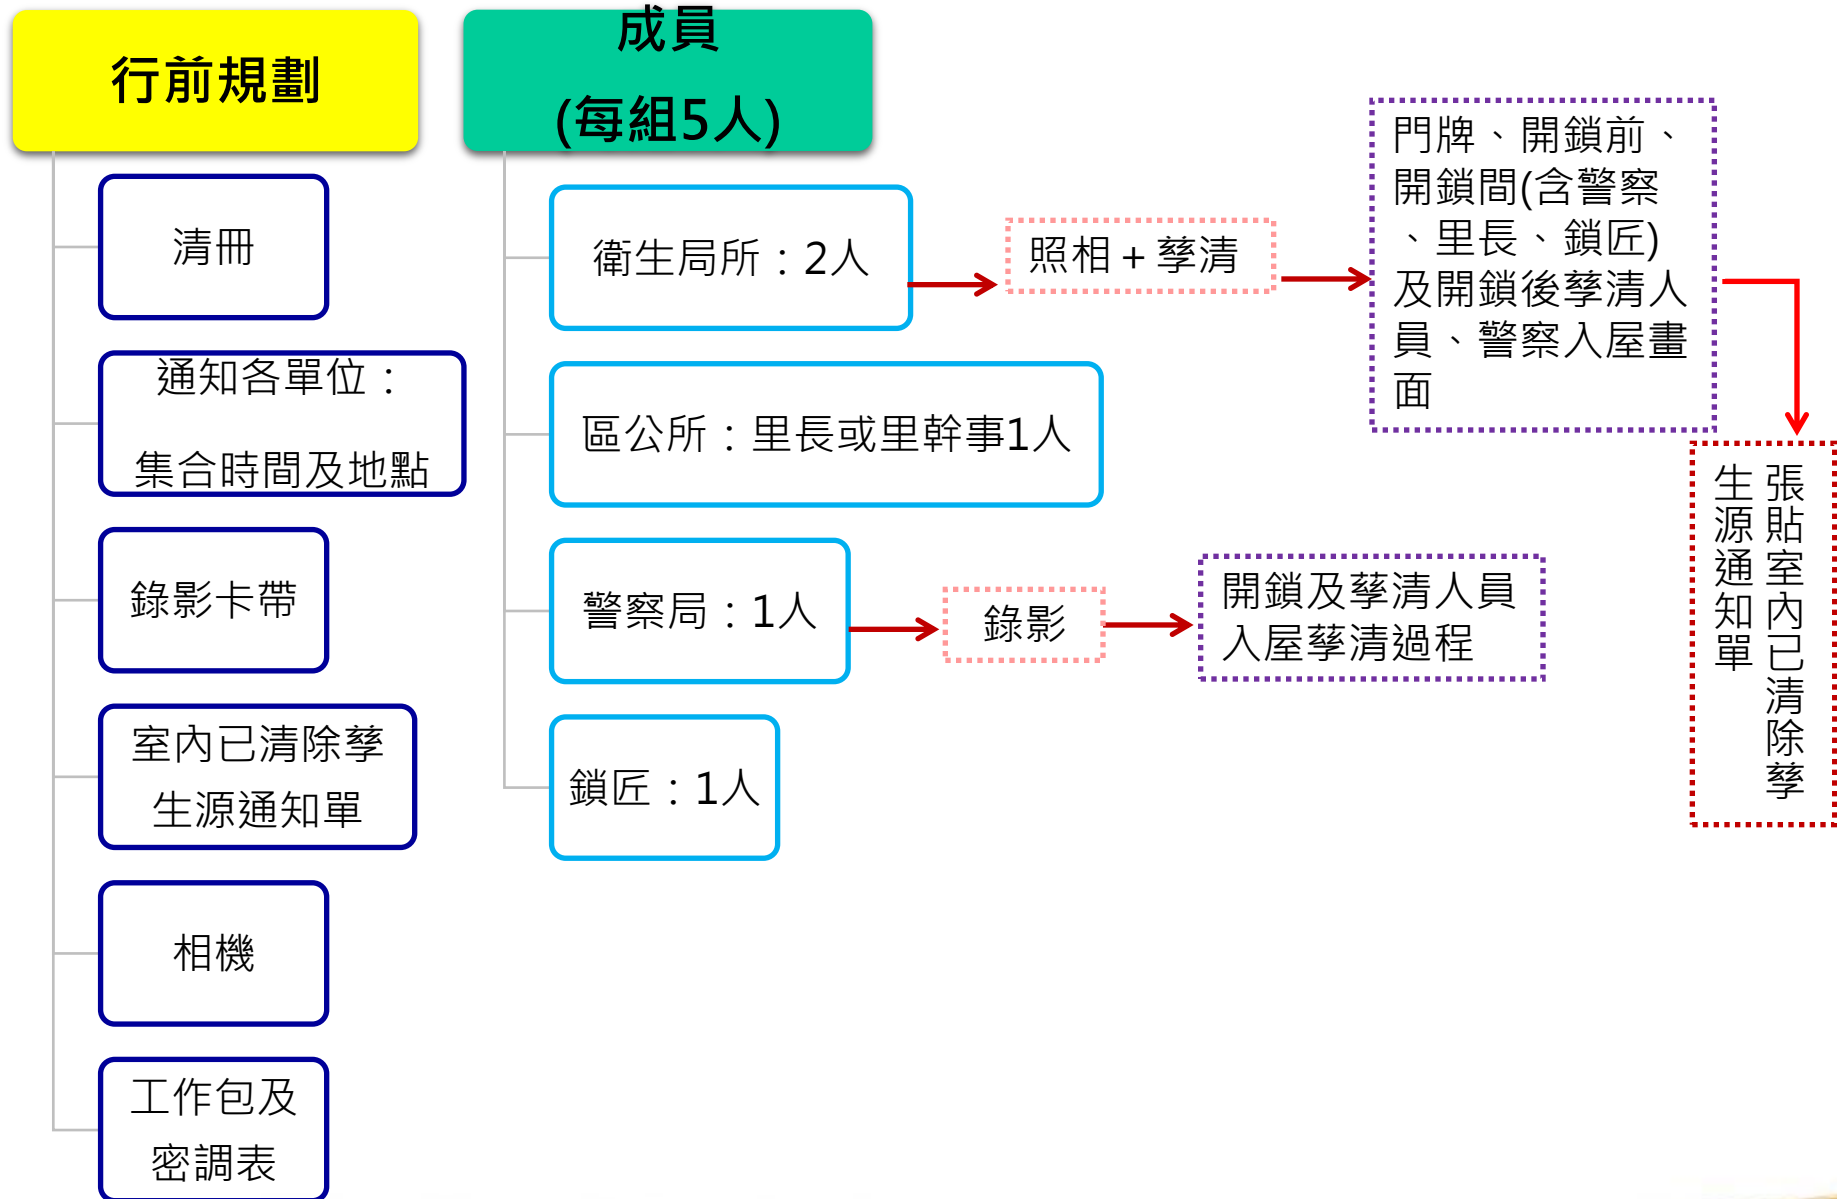 行前規劃
清冊
通知各單位：
集合時間及地點
錄影卡帶
室內已清除孳
生源通知單
相機
工作包及
密調表
成員
(每組5人)
衛生局所：2人
照相＋孳清
門牌、開鎖前、
開鎖間(含警察
、里長、鎖匠)
及開鎖後孳清人
員、警察入屋畫
面
區公所：里長或里幹事1人
警察局：1人
錄影
開鎖及孳清人員
入屋孳清過程
鎖匠：1人
張貼室內已清除孳
生源通知單